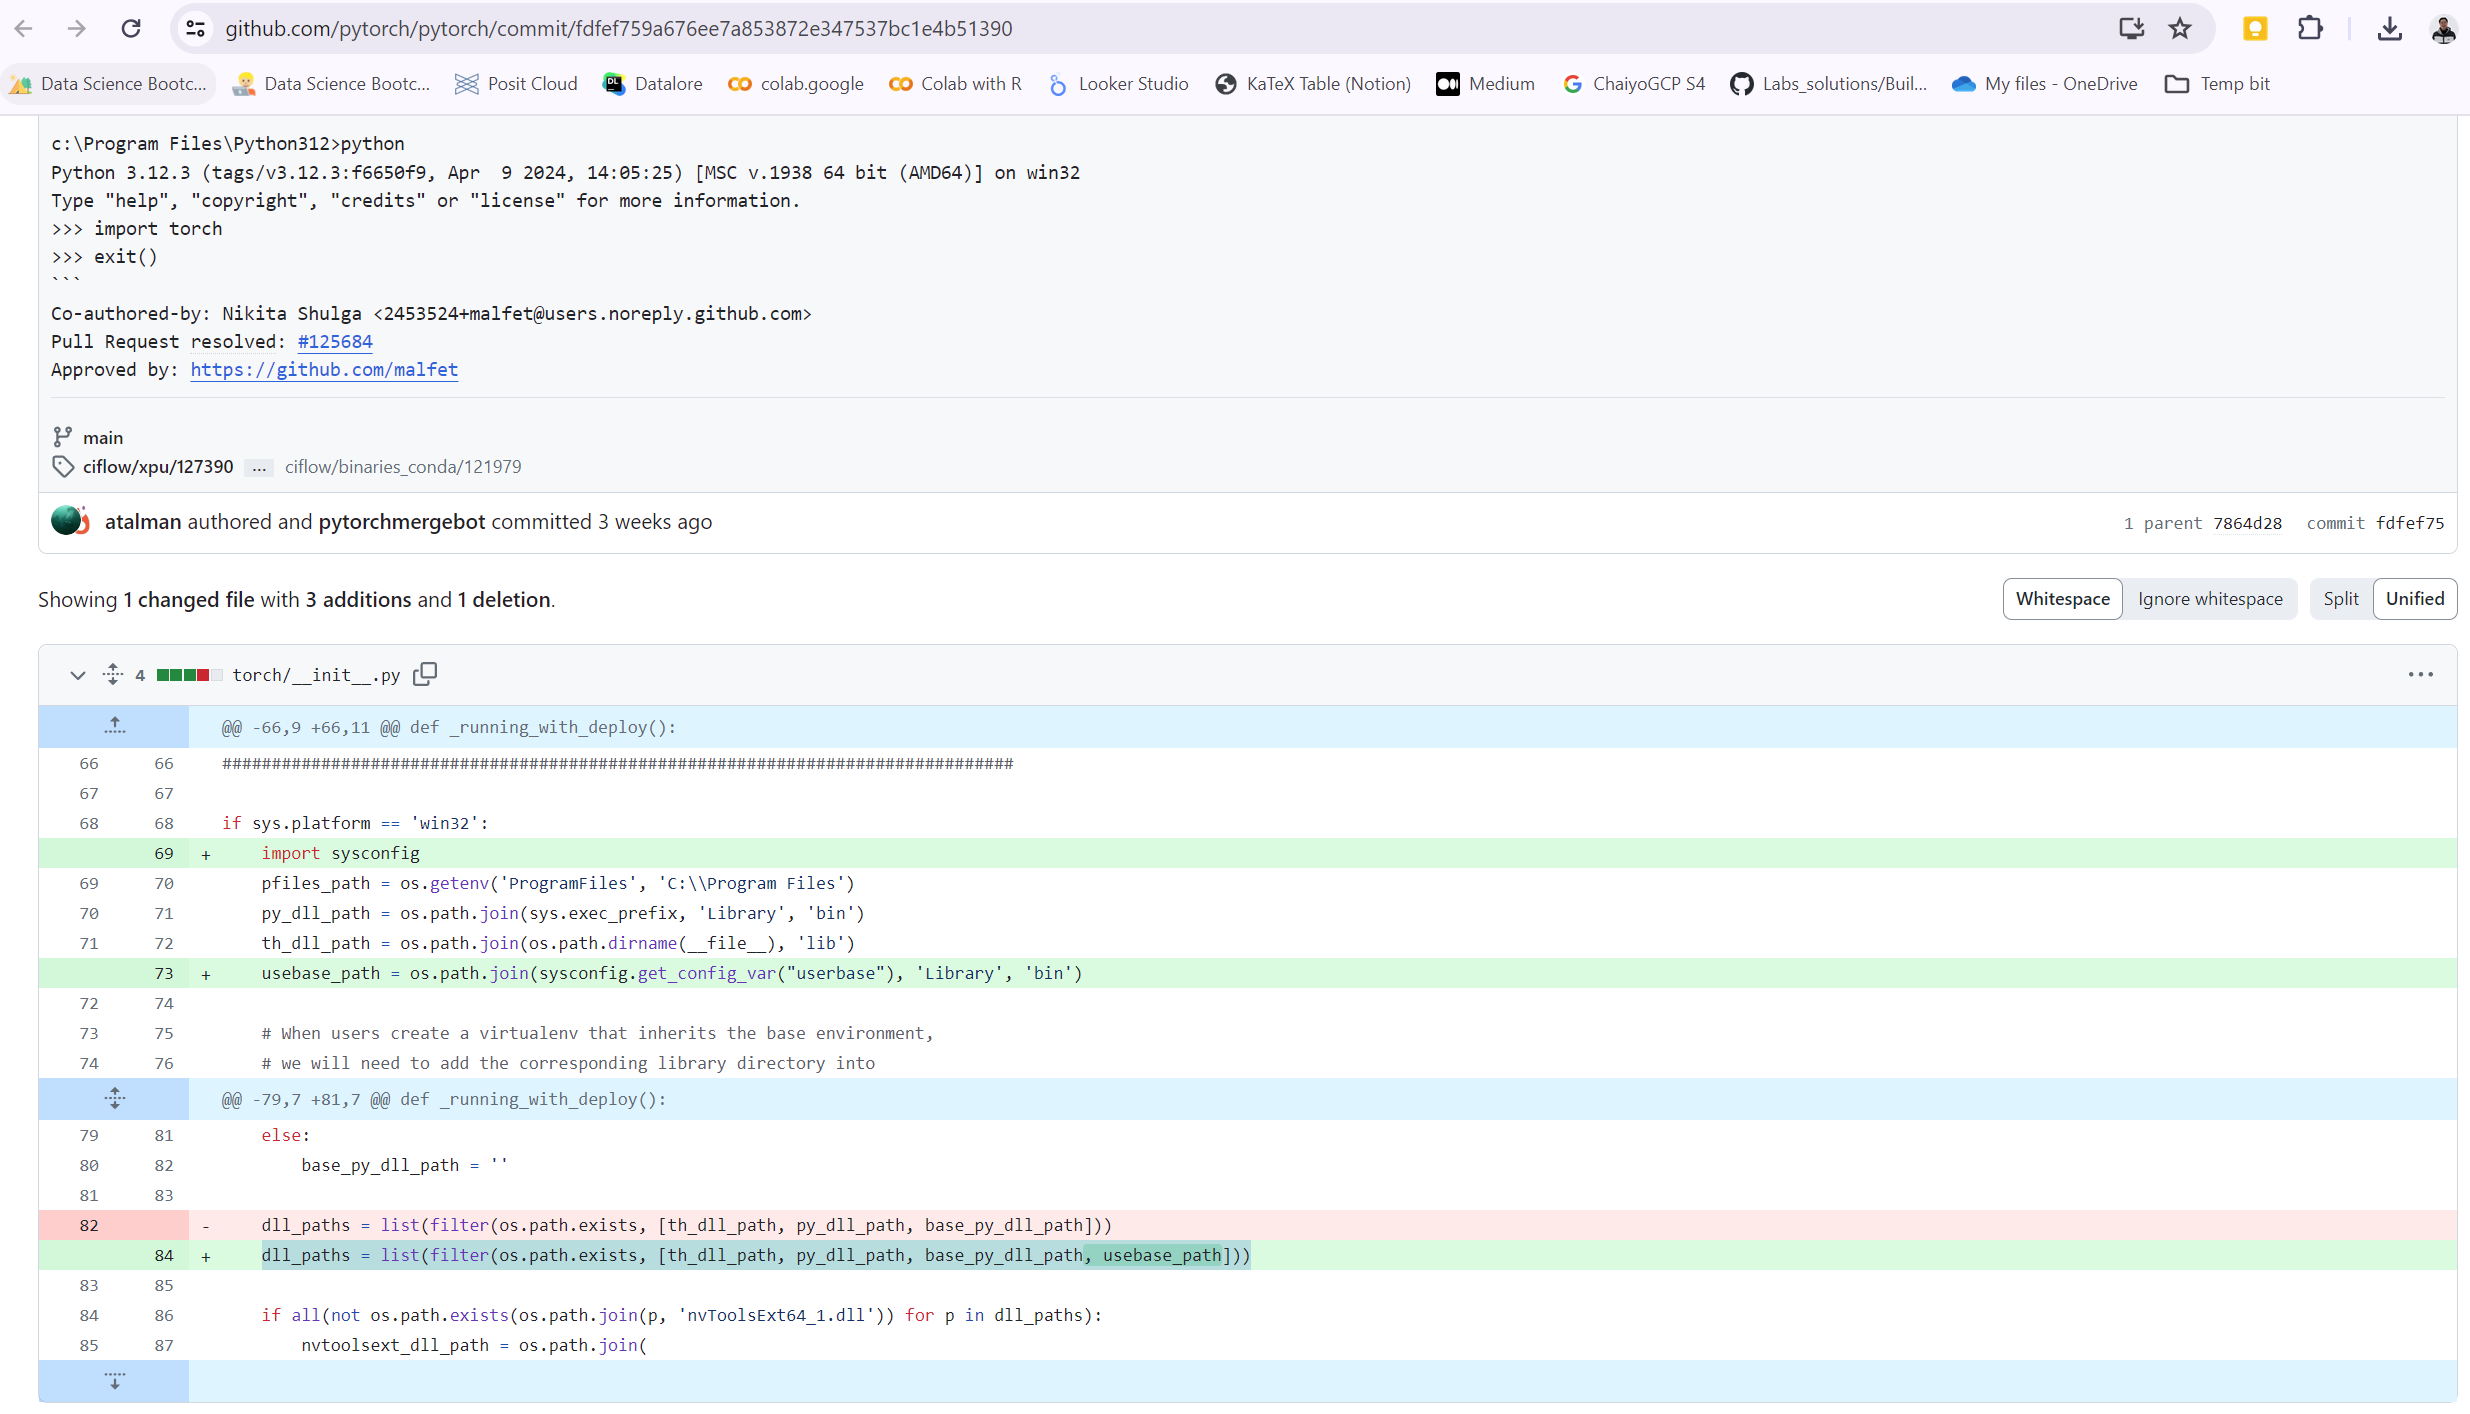 github.com/pytorch/pytorch/commit/fdfef759a676ee7a853872e347537bc1e4b51390
Data Science Bootc... Data Science Bootc... Posit Cloud Datalore colab.google Colab with R Looker Studio KaTeX Table (Notion) Medium ChaiyoGCP S4 Labs_solutions/Buil... My files - OneDrive Temp bit
c:\Program Files\Python312>python
Python 3.12.3 (tags/v3.12.3:f6650f9, Apr  9 2024, 14:05:25) [MSC v.1938 64 bit (AMD64)] on win32
Type "help", "copyright", "credits" or "license" for more information.
>>> import torch
>>> exit()
```
Co-authored-by: Nikita Shulga <2453524+malfet@users.noreply.github.com>
Pull Request resolved: #125684
Approved by: https://github.com/malfet
main
ciflow/xpu/127390 ... ciflow/binaries_conda/121979
atalman authored and pytorchmergebot committed 3 weeks ago 1 parent 7864d28 commit fdfef75
Showing 1 changed file with 3 additions and 1 deletion. Whitespace Ignore whitespace Split Unified
4 torch/__init__.py
@@ -66,9 +66,11 @@ def _running_with_deploy():
66 66 ################################################################################
67 67
68 68 if sys.platform == 'win32':
69 +     import sysconfig
69 70     pfiles_path = os.getenv('ProgramFiles', 'C:\\Program Files')
70 71     py_dll_path = os.path.join(sys.exec_prefix, 'Library', 'bin')
71 72     th_dll_path = os.path.join(os.path.dirname(__file__), 'lib')
73 +     usebase_path = os.path.join(sysconfig.get_config_var("userbase"), 'Library', 'bin')
72 74
73 75     # When users create a virtualenv that inherits the base environment,
74 76     # we will need to add the corresponding library directory into
@@ -79,7 +81,7 @@ def _running_with_deploy():
79 81     else:
80 82         base_py_dll_path = ''
81 83
82 -     dll_paths = list(filter(os.path.exists, [th_dll_path, py_dll_path, base_py_dll_path]))
84 +     dll_paths = list(filter(os.path.exists, [th_dll_path, py_dll_path, base_py_dll_path, usebase_path]))
83 85
84 86     if all(not os.path.exists(os.path.join(p, 'nvToolsExt64_1.dll')) for p in dll_paths):
85 87         nvtoolsext_dll_path = os.path.join(